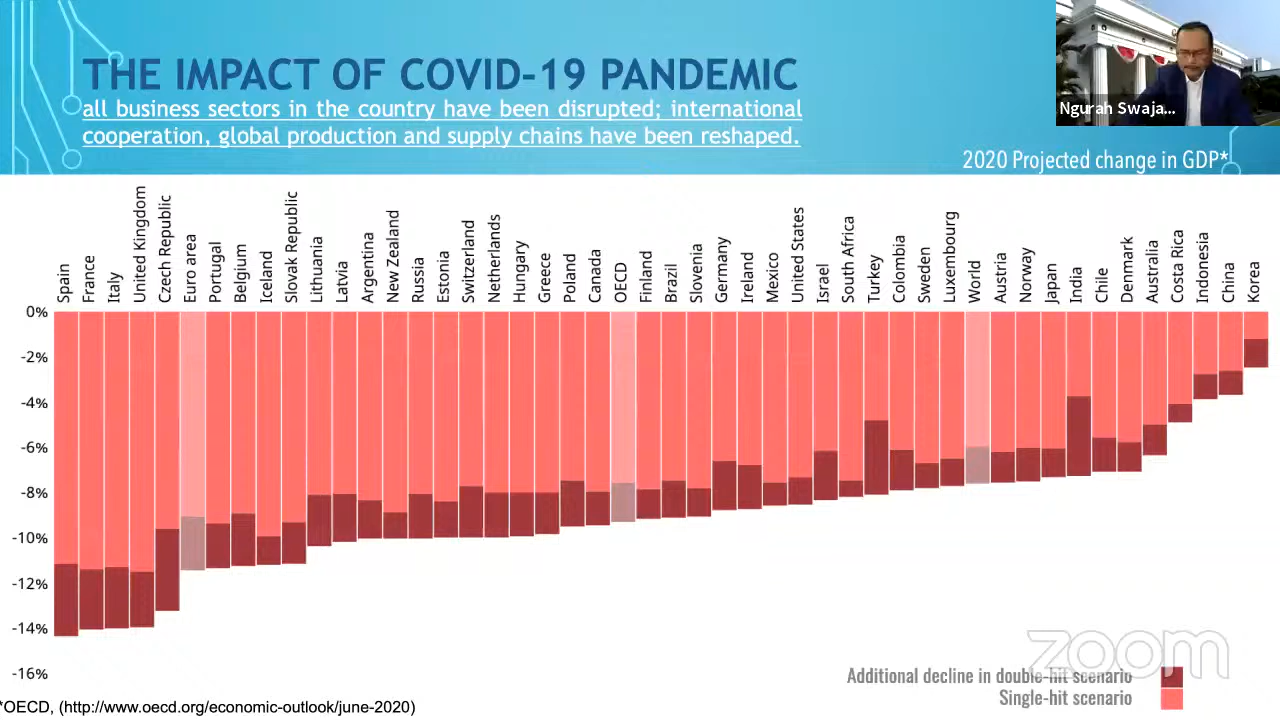 THE IMPACT OF COVID-19 PANDEMIC
all business sectors in the country have been disrupted; international
cooperation, global production and supply chains have been reshaped.
Ngurah Swaja...
2020 Projected change in GDP*
Spain
France
Italy
United Kingdom
Czech Republic
Euro area
Portugal
Belgium
Iceland
Slovak Republic
Lithuania
Latvia
Argentina
New Zealand
Russia
Estonia
Switzerland
Netherlands
Hungary
Greece
Poland
Canada
OECD
Finland
Brazil
Slovenia
Germany
Ireland
Mexico
United States
Israel
South Africa
Turkey
Colombia
Sweden
Luxembourg
World
Austria
Norway
Japan
India
Chile
Denmark
Australia
Costa Rica
Indonesia
China
Korea
0%
-2%
-4%
-6%
-8%
-10%
-12%
-14%
-16%
zoom
Additional decline in double-hit scenario
Single-hit scenario
*OECD, (http://www.oecd.org/economic-outlook/june-2020)